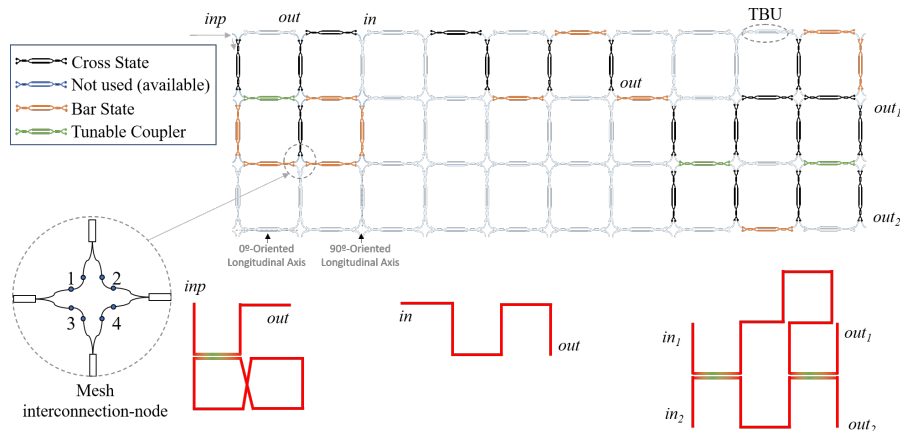 inp
out
in
TBU
Cross State
Not used (available)
Bar State
Tunable Coupler
out
out1
out2
0º-Oriented
Longitudinal Axis
90º-Oriented
Longitudinal Axis
1
2
3
4
Mesh
interconnection-node
inp
out
in
out
in1
out1
in2
out2